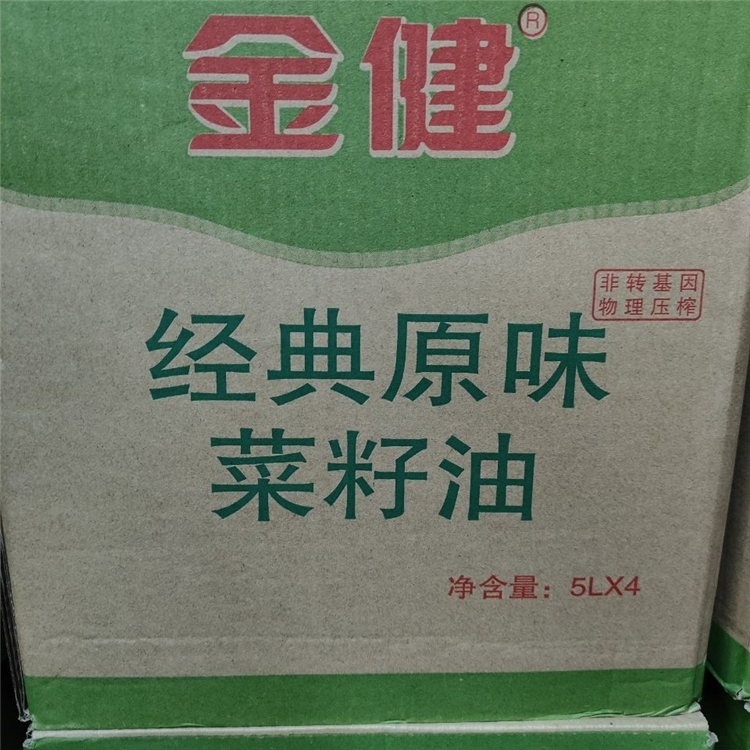 金健®
非转基因
物理压榨
经典原味
菜籽油
净含量：5LX4